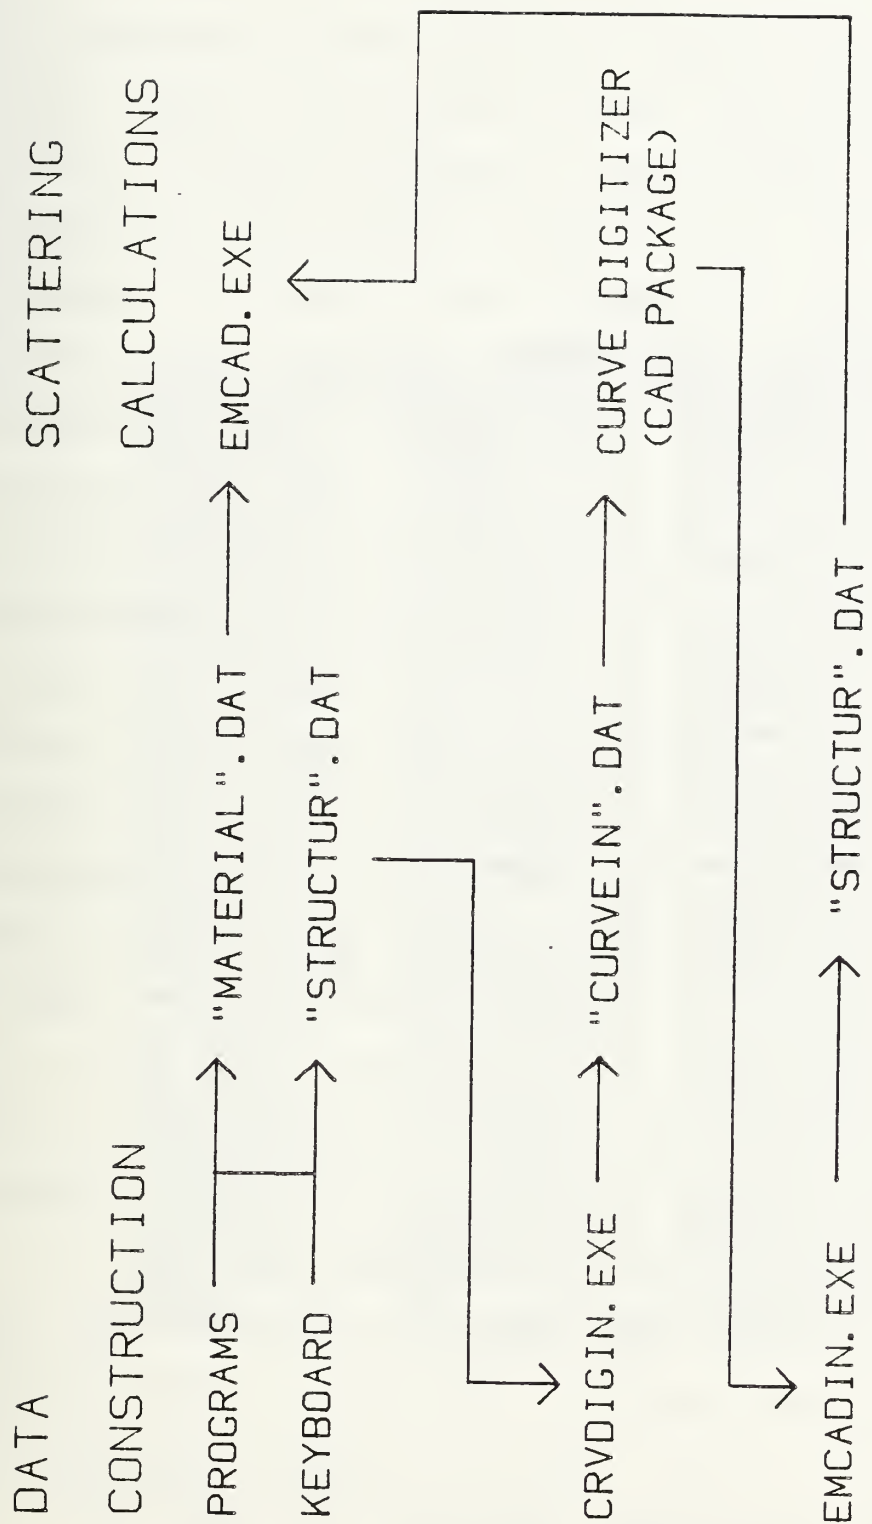 DATA
CONSTRUCTION
SCATTERING
CALCULATIONS
PROGRAMS
"MATERIAL".DAT
EMCAD.EXE
KEYBOARD
"STRUCTUR".DAT
CRVDIGIN.EXE
"CURVEIN".DAT
CURVE DIGITIZER
(CAD PACKAGE)
EMCADIN.EXE
"STRUCTUR".DAT